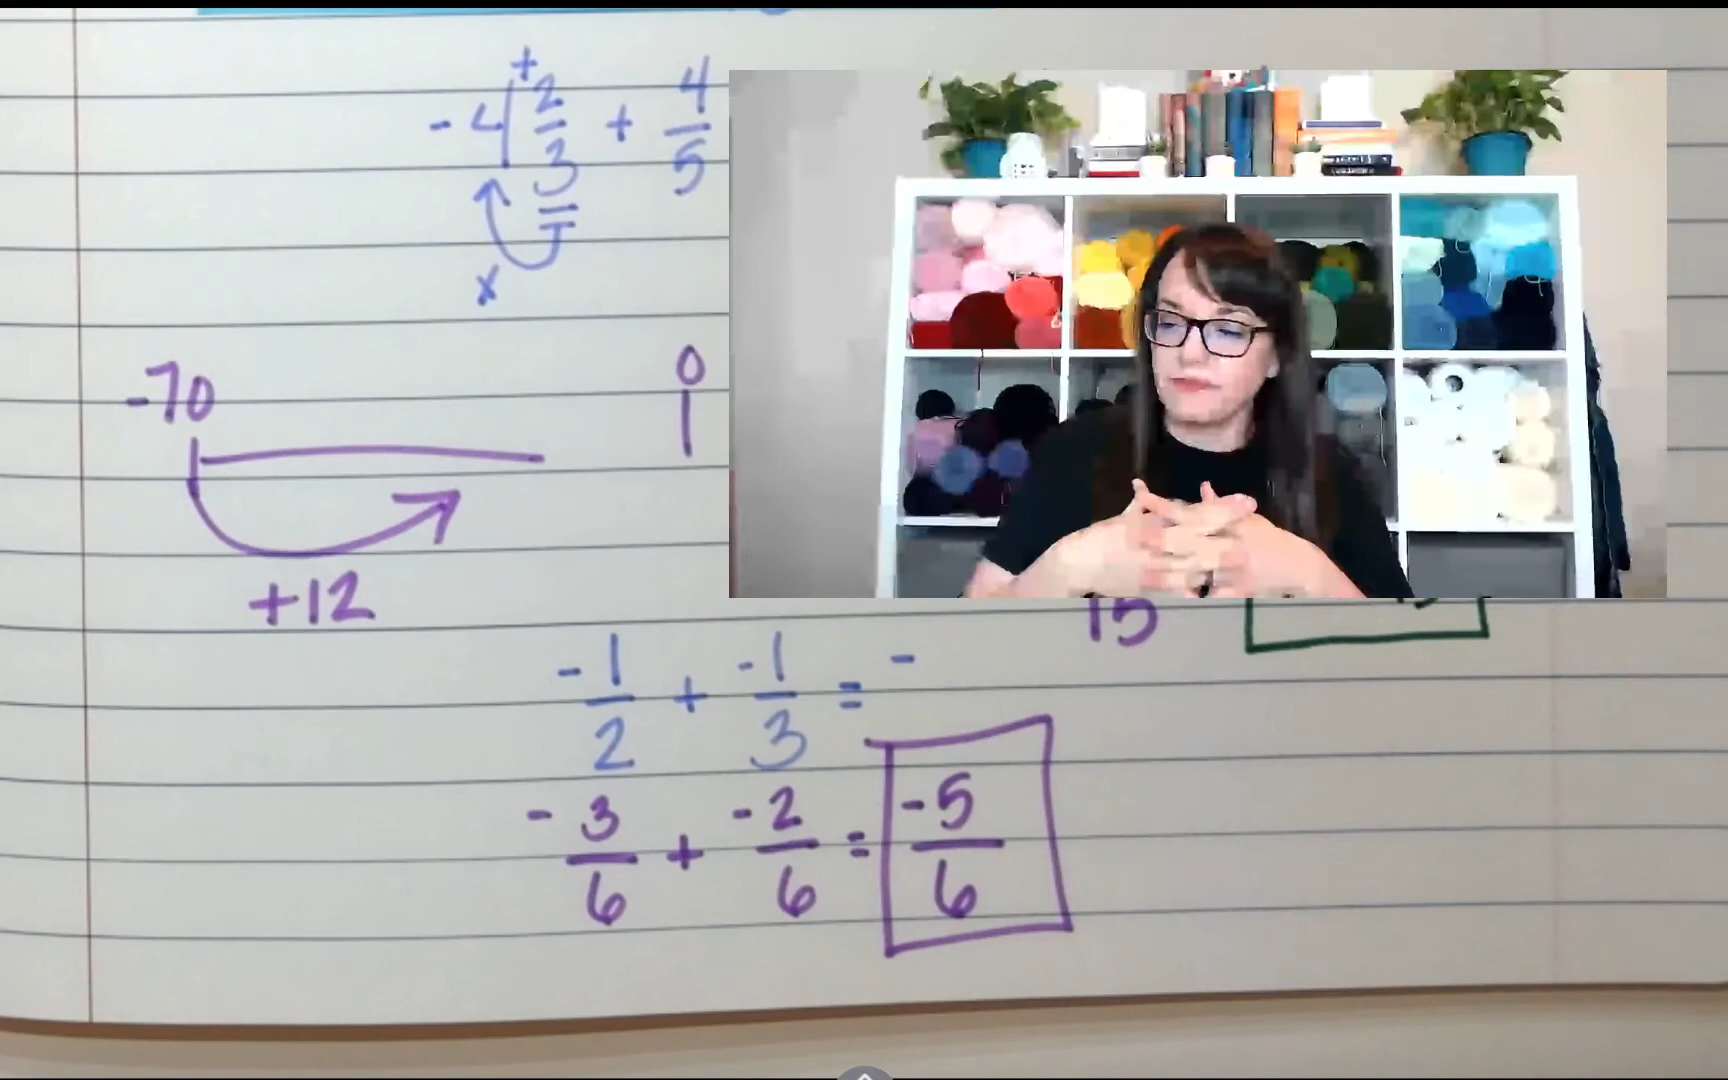 +
- 4 2/3 + 4/5
x
-70 0
+12
15
-1/2 + -1/3 = -
-3/6 + -2/6 = -5/6